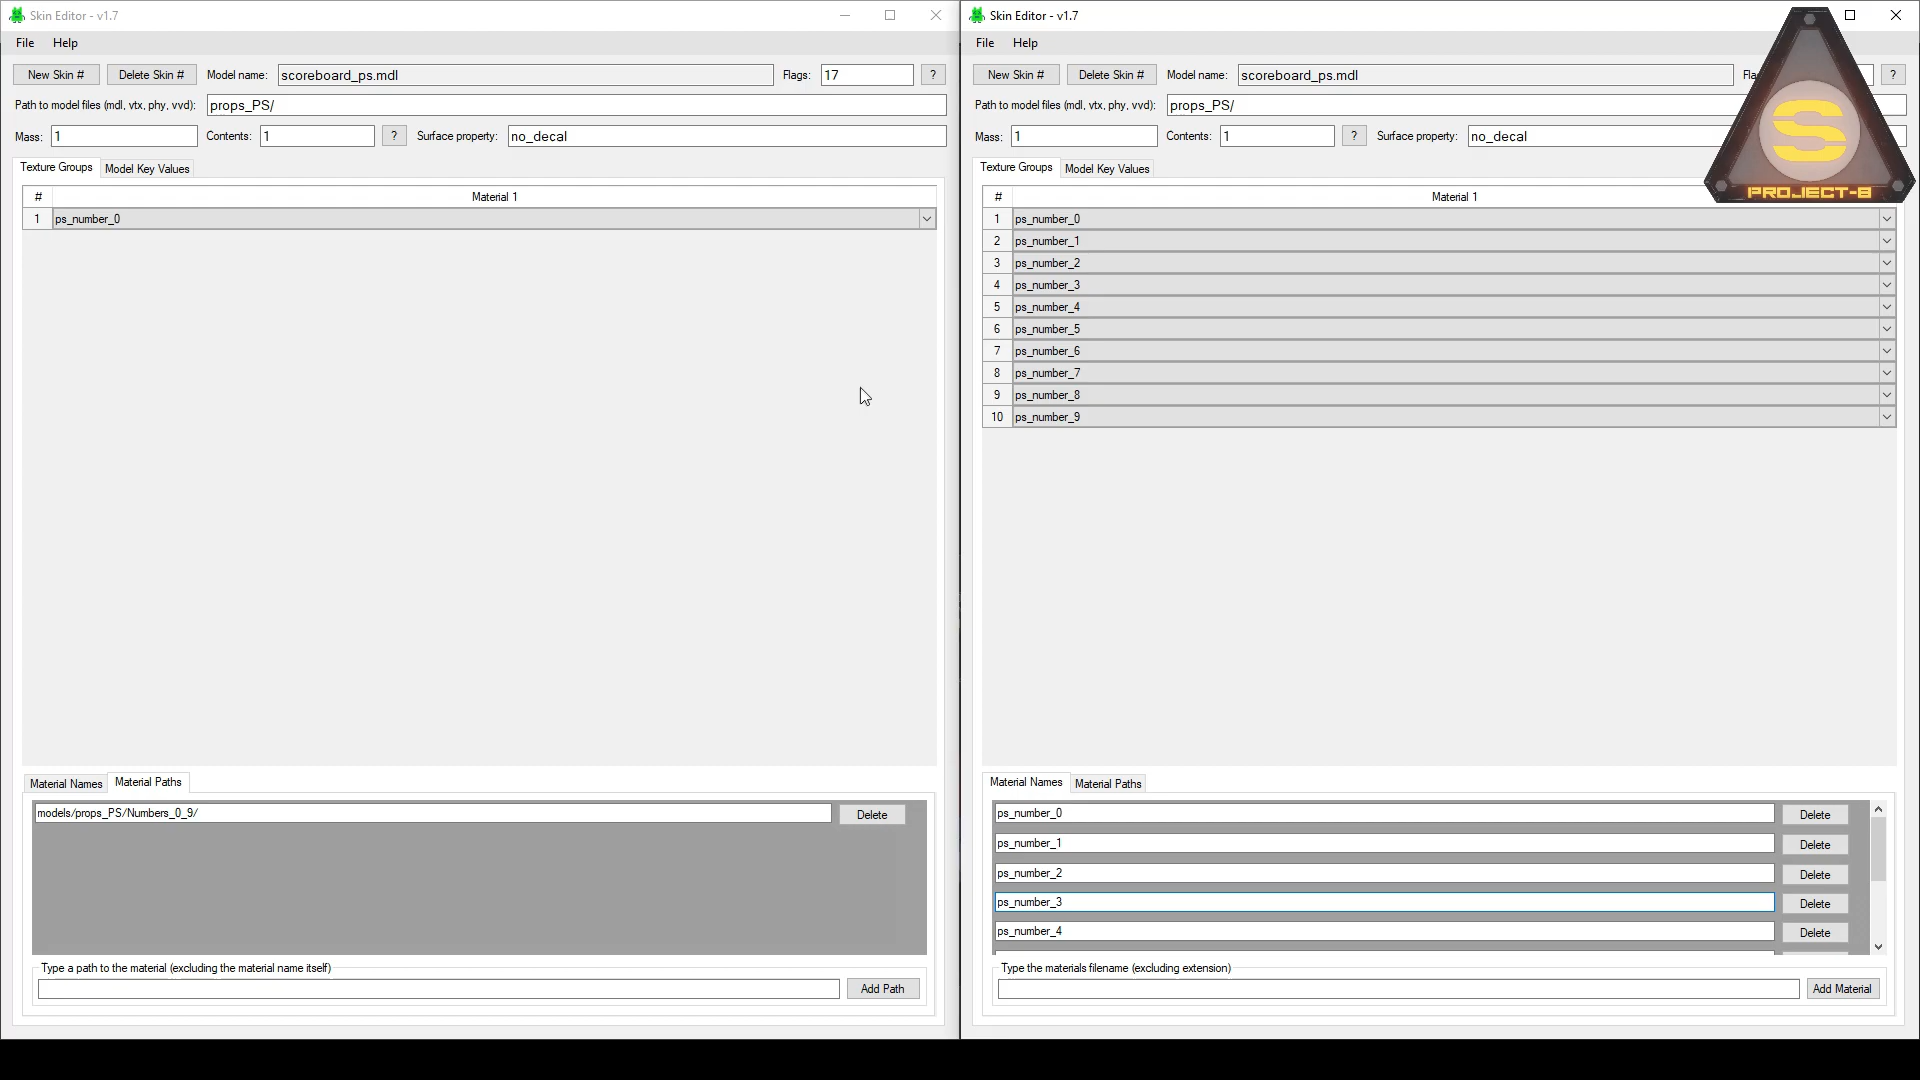 Skin Editor - v1.7
File Help
New Skin # Delete Skin # Model name: scoreboard_ps.mdl Flags: 17 ?
Path to model files (mdl, vtx, phy, vvd): props_PS/
Mass: 1 Contents: 1 ? Surface property: no_decal
Texture Groups Model Key Values
# Material 1
1 ps_number_0
Material Names Material Paths
models/props_PS/Numbers_0_9/ Delete
Type a path to the material (excluding the material name itself)
Add Path
Skin Editor - v1.7
File Help
New Skin # Delete Skin # Model name: scoreboard_ps.mdl ?
Path to model files (mdl, vtx, phy, vvd): props_PS/
Mass: 1 Contents: 1 ? Surface property: no_decal
S
PROJECT-8
Texture Groups Model Key Values
# Material 1
1 ps_number_0
2 ps_number_1
3 ps_number_2
4 ps_number_3
5 ps_number_4
6 ps_number_5
7 ps_number_6
8 ps_number_7
9 ps_number_8
10 ps_number_9
Material Names Material Paths
ps_number_0 Delete
ps_number_1 Delete
ps_number_2 Delete
ps_number_3 Delete
ps_number_4 Delete
Type the materials filename (excluding extension)
Add Material